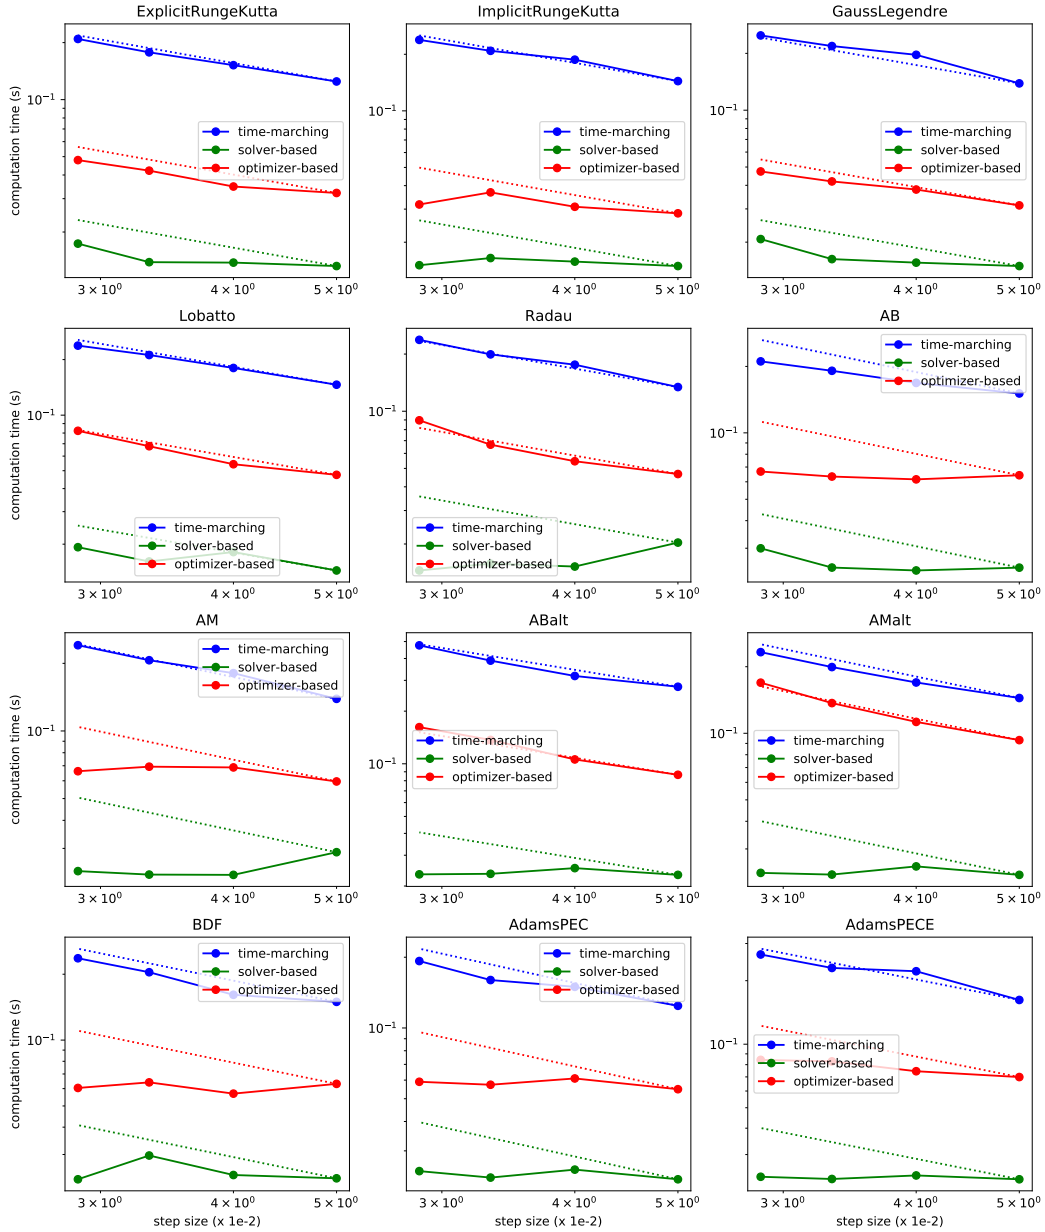 ExplicitRungeKutta
ImplicitRungeKutta
GaussLegendre
computation time (s)
10⁻¹
time-marching
solver-based
optimizer-based
3 × 10⁰
4 × 10⁰
5 × 10⁰
10⁻¹
time-marching
solver-based
optimizer-based
3 × 10⁰
4 × 10⁰
5 × 10⁰
10⁻¹
time-marching
solver-based
optimizer-based
3 × 10⁰
4 × 10⁰
5 × 10⁰
Lobatto
Radau
AB
computation time (s)
10⁻¹
time-marching
solver-based
optimizer-based
3 × 10⁰
4 × 10⁰
5 × 10⁰
10⁻¹
time-marching
solver-based
optimizer-based
3 × 10⁰
4 × 10⁰
5 × 10⁰
10⁻¹
time-marching
solver-based
optimizer-based
3 × 10⁰
4 × 10⁰
5 × 10⁰
AM
ABalt
AMalt
computation time (s)
10⁻¹
time-marching
solver-based
optimizer-based
3 × 10⁰
4 × 10⁰
5 × 10⁰
10⁻¹
time-marching
solver-based
optimizer-based
3 × 10⁰
4 × 10⁰
5 × 10⁰
10⁻¹
time-marching
solver-based
optimizer-based
3 × 10⁰
4 × 10⁰
5 × 10⁰
BDF
AdamsPEC
AdamsPECE
computation time (s)
10⁻¹
time-marching
solver-based
optimizer-based
3 × 10⁰
4 × 10⁰
5 × 10⁰
step size (x 1e-2)
10⁻¹
time-marching
solver-based
optimizer-based
3 × 10⁰
4 × 10⁰
5 × 10⁰
step size (x 1e-2)
10⁻¹
time-marching
solver-based
optimizer-based
3 × 10⁰
4 × 10⁰
5 × 10⁰
step size (x 1e-2)